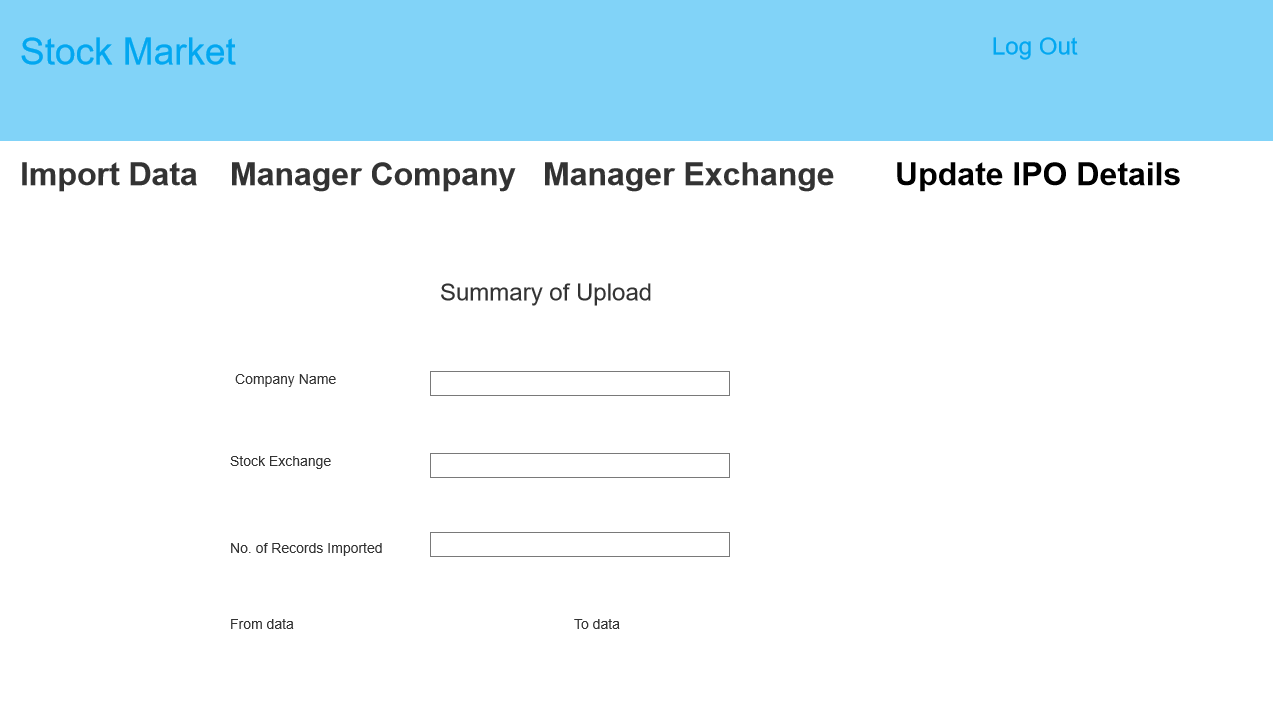 Stock Market Log Out
Import Data Manager Company Manager Exchange Update IPO Details
Summary of Upload
Company Name
Stock Exchange
No. of Records Imported
From data To data